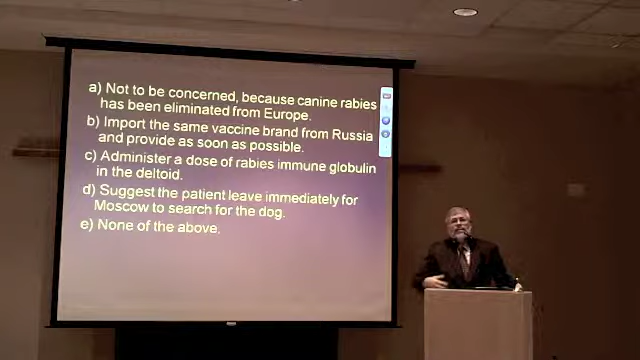 a) Not to be concerned, because canine rabies
has been eliminated from Europe.
b) Import the same vaccine brand from Russia
and provide as soon as possible.
c) Administer a dose of rabies immune globulin
in the deltoid.
d) Suggest the patient leave immediately for
Moscow to search for the dog.
e) None of the above.